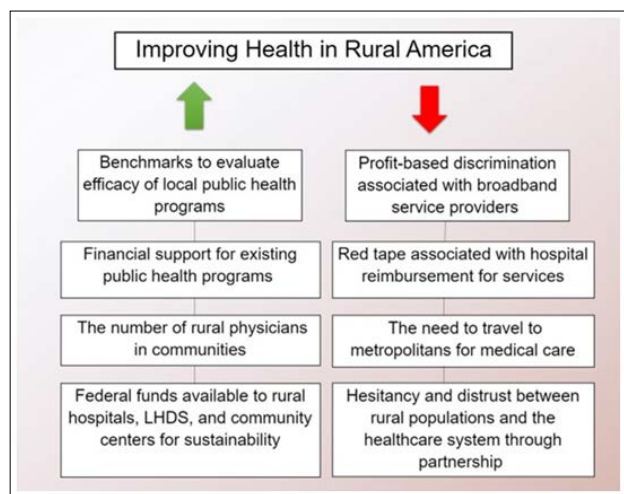 Improving Health in Rural America
Benchmarks to evaluate
efficacy of local public health
programs
Financial support for existing
public health programs
The number of rural physicians
in communities
Federal funds available to rural
hospitals, LHDS, and community
centers for sustainability
Profit-based discrimination
associated with broadband
service providers
Red tape associated with hospital
reimbursement for services
The need to travel to
metropolitans for medical care
Hesitancy and distrust between
rural populations and the
healthcare system through
partnership